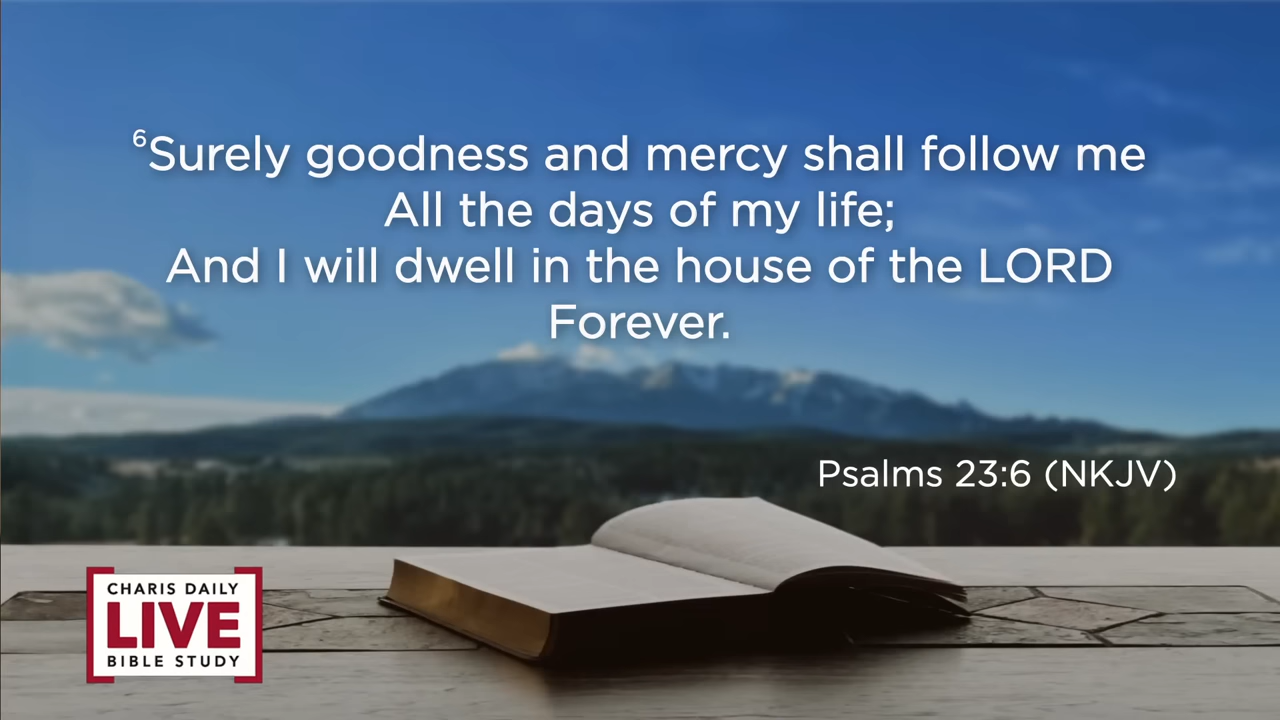 ⁶Surely goodness and mercy shall follow me
All the days of my life;
And I will dwell in the house of the LORD
Forever.
Psalms 23:6 (NKJV)
CHARIS DAILY
LIVE
BIBLE STUDY